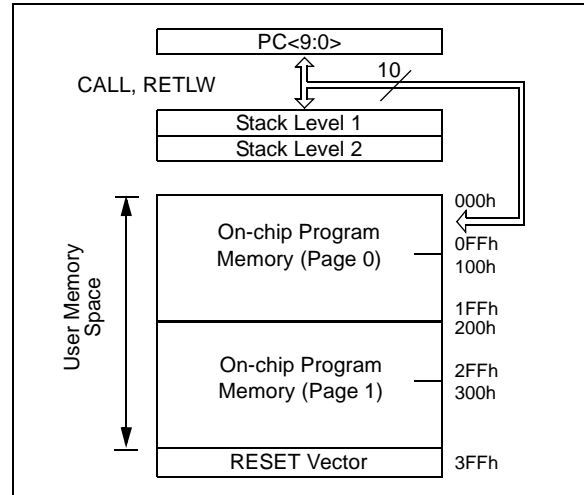 PC<9:0>
CALL, RETLW
10
Stack Level 1
Stack Level 2
User Memory
Space
000h
On-chip Program
Memory (Page 0)
0FFh
100h
1FFh
200h
On-chip Program
Memory (Page 1)
2FFh
300h
RESET Vector
3FFh